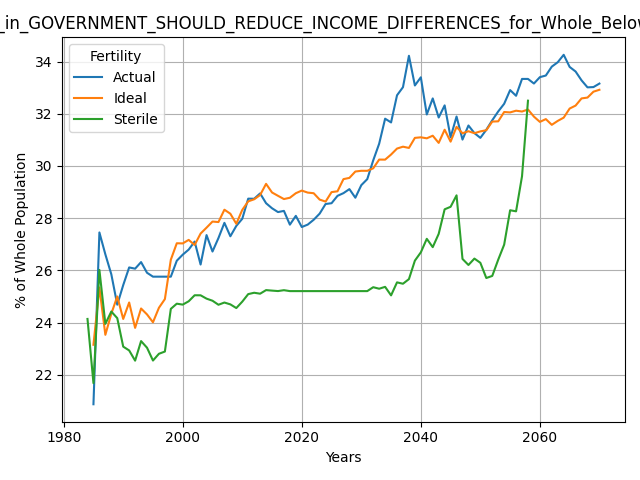 _in_GOVERNMENT_SHOULD_REDUCE_INCOME_DIFFERENCES_for_Whole_Below
Fertility
Actual
Ideal
Sterile
% of Whole Population
34
32
30
28
26
24
22
1980
2000
2020
2040
2060
Years